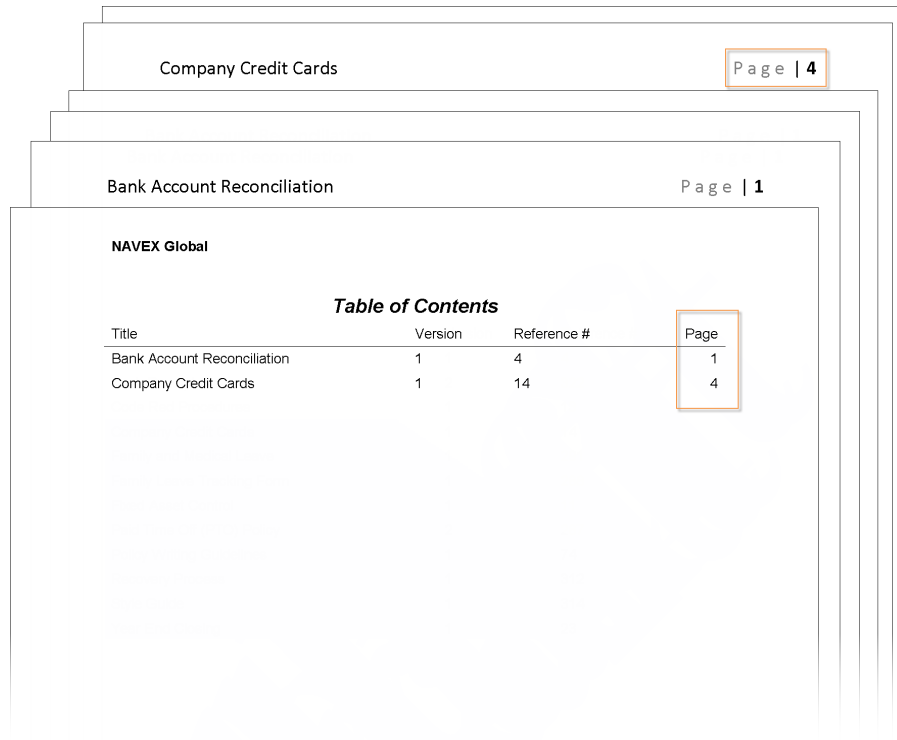 Company Credit Cards Page | 4
Bank Account Reconciliation Page | 1
NAVEX Global
Table of Contents
Title Version Reference # Page
Bank Account Reconciliation 1 4 1
Company Credit Cards 1 14 4